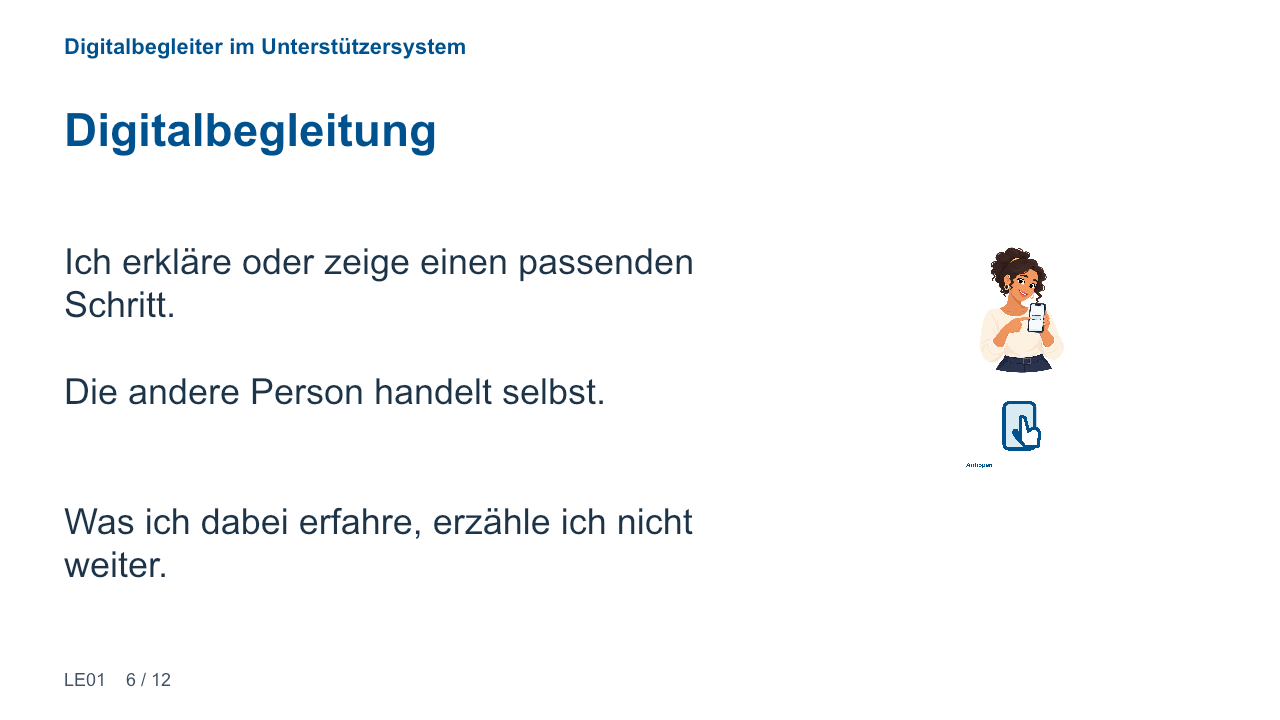 Digitalbegleiter im Unterstützersystem
Digitalbegleitung
Ich erkläre oder zeige einen passenden
Schritt.
Die andere Person handelt selbst.
Was ich dabei erfahre, erzähle ich nicht
weiter.
LE01 6 / 12